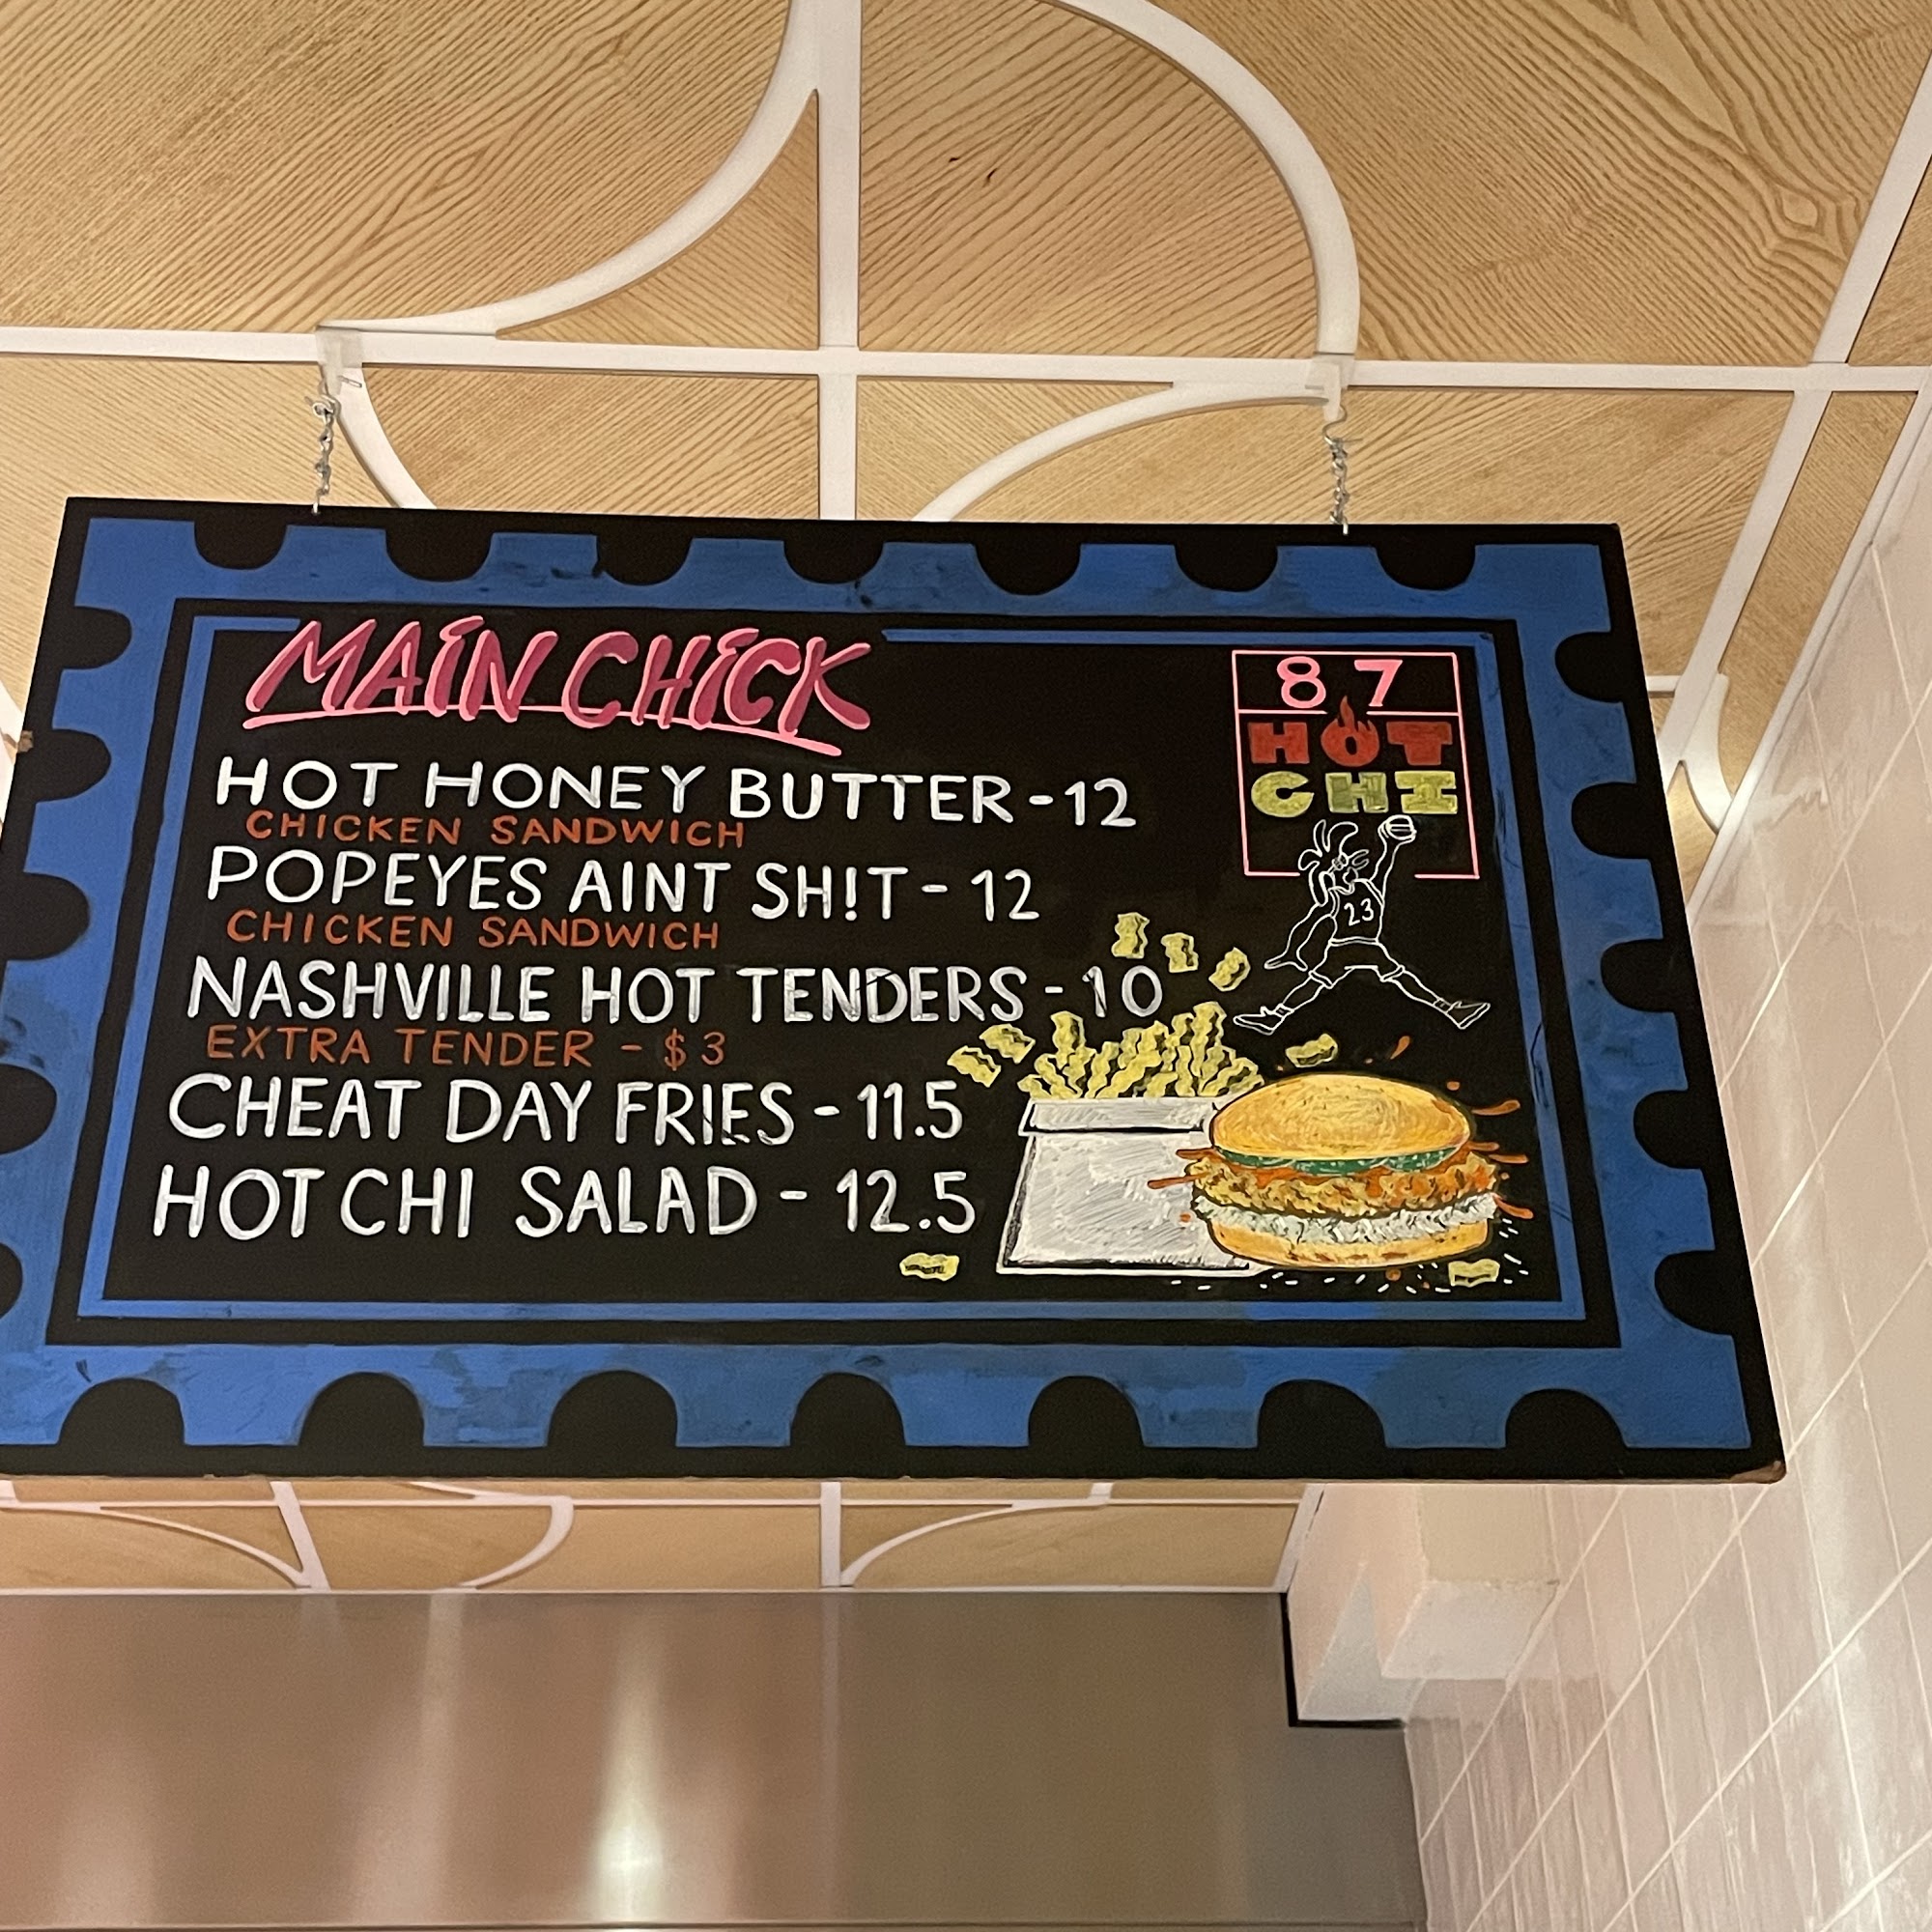 MAIN CHICK
HOT HONEY BUTTER - 12
CHICKEN SANDWICH
POPEYES AINT SH!T - 12
CHICKEN SANDWICH
NASHVILLE HOT TENDERS - 10
EXTRA TENDER - $3
CHEAT DAY FRIES - 11.5
HOT CHI SALAD - 12.5
87
HOT
CHI
23